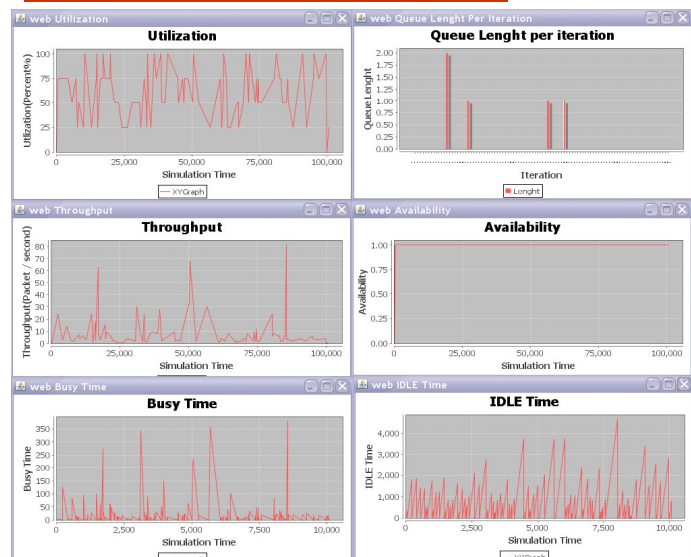 web Utilization
Utilization
Utilization(Percent%)
100
75
50
25
0
0 25,000 50,000 75,000 100,000
Simulation Time
XYGraph
web Queue Lenght Per Iteration
Queue Lenght per iteration
Queue Lenght
2.00
1.75
1.50
1.25
1.00
0.75
0.50
0.25
0.00
Iteration
Lenght
web Throughput
Throughput
Throughput(Packet / second)
80
70
60
50
40
30
20
10
0
0 25,000 50,000 75,000 100,000
Simulation Time
web Availability
Availability
Availability
1.00
0.75
0.50
0.25
0.00
0 25,000 50,000 75,000 100,000
Simulation Time
web Busy Time
Busy Time
Busy Time
350
300
250
200
150
100
50
0
0 2,500 5,000 7,500 10,000
Simulation Time
web IDLE Time
IDLE Time
IDLE Time
4,000
3,000
2,000
1,000
0
0 2,500 5,000 7,500 10,000
Simulation Time
XYGraph